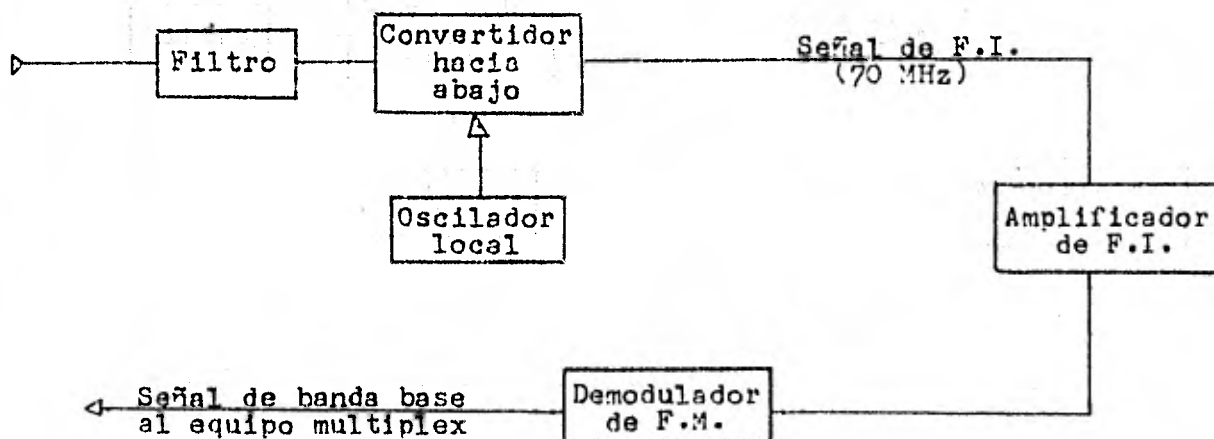 Filtro
Convertidor
hacia
abajo
Señal de F.I.
(70 MHz)
Oscilador
local
Amplificador
de F.I.
Señal de banda base
al equipo multiplex
Demodulador
de F.M.